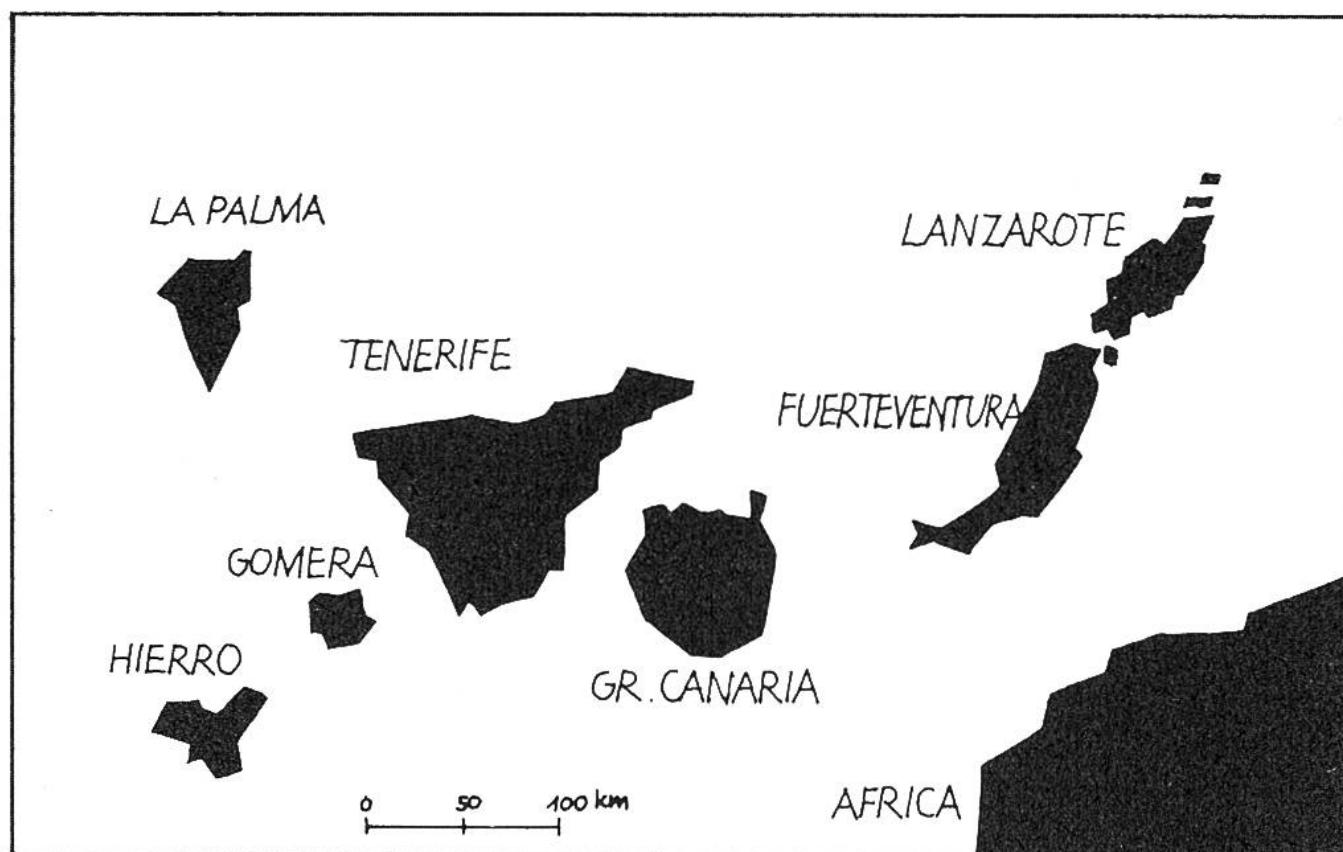 LA PALMA
LANZAROTE
TENERIFE
FUERTEVENTURA
GOMERA
HIERRO
GR. CANARIA
0 50 100 km
AFRICA